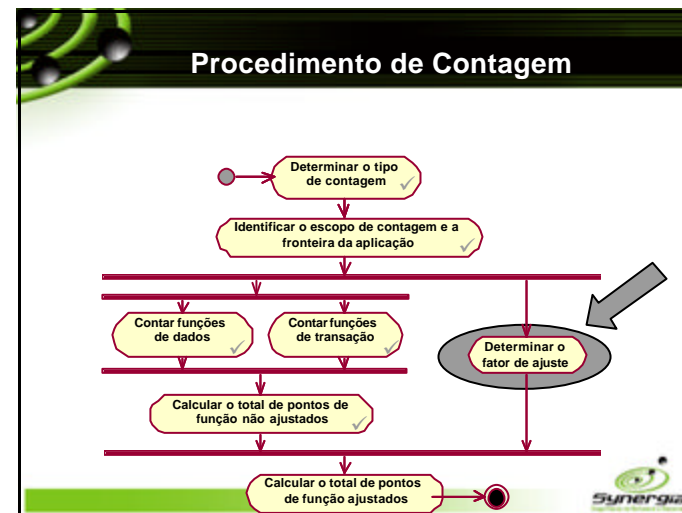 Procedimento de Contagem
Determinar o tipo
de contagem
Identificar o escopo de contagem e a
fronteira da aplicação
Contar funções
de dados
Contar funções
de transação
Determinar o
fator de ajuste
Calcular o total de pontos de
função não ajustados
Calcular o total de pontos
de função ajustados
Synergia